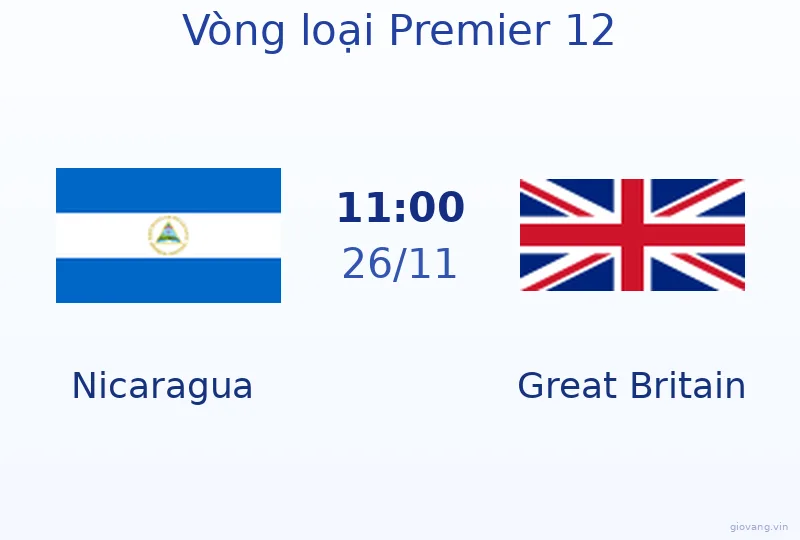 Vòng loại Premier 12
11:00
26/11
Nicaragua
Great Britain
giovang.vin